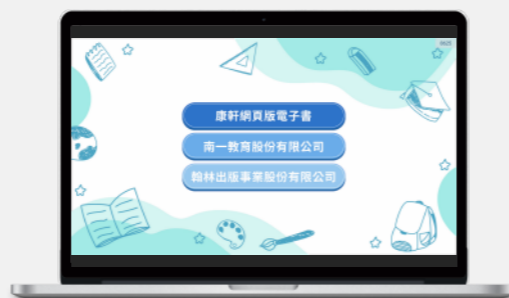 康軒網頁版電子書
南一教育股份有限公司
翰林出版事業股份有限公司